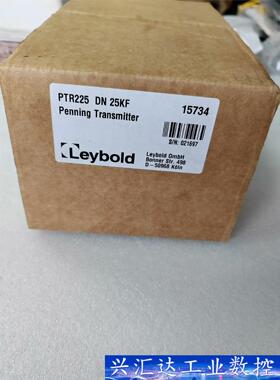 PTR225 DN 25KF
15734
Penning Transmitter
S/N: 021697
Leybold
Leybold GmbH
Bonner Str. 498
D - 50968 Köln
兴汇达工业数控